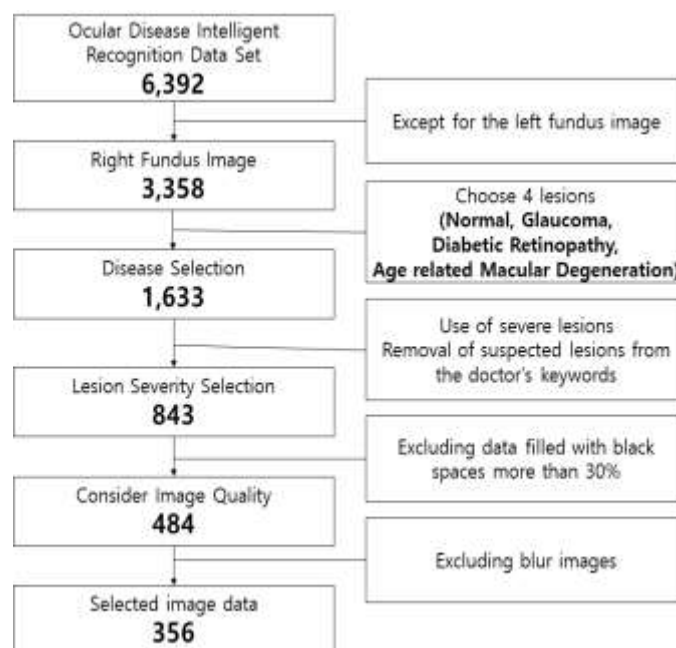 Ocular Disease Intelligent
Recognition Data Set
6,392
Except for the left fundus image
Right Fundus Image
3,358
Choose 4 lesions
(Normal, Glaucoma,
Diabetic Retinopathy,
Age related Macular Degeneration)
Disease Selection
1,633
Use of severe lesions
Removal of suspected lesions from
the doctor's keywords
Lesion Severity Selection
843
Excluding data filled with black
spaces more than 30%
Consider Image Quality
484
Excluding blur images
Selected image data
356